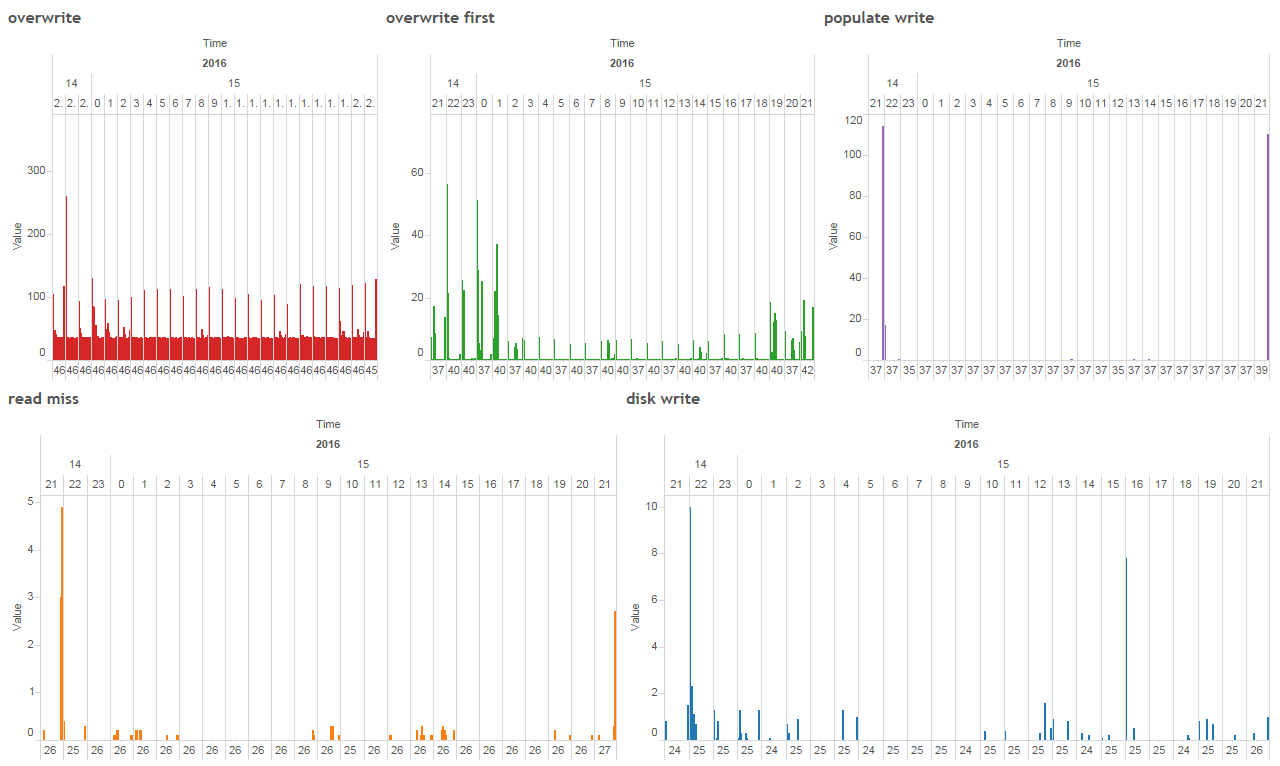 overwrite
Time
2016
14 15
2. 2. 2. 0 1 2 3 4 5 6 7 8 9 1. 1. 1. 1. 1. 1. 1. 1. 1. 1. 2. 2.
300
200
100
0
Value
46 46 46 46 46 46 46 46 46 46 46 46 46 46 46 46 46 46 46 46 46 46 46 46 45
overwrite first
Time
2016
14 15
21 22 23 0 1 2 3 4 5 6 7 8 9 10 11 12 13 14 15 16 17 18 19 20 21
60
40
20
0
Value
37 40 40 37 40 37 40 40 37 40 37 40 40 37 40 37 40 37 40 40 37 40 40 37 42
populate write
Time
2016
14 15
21 22 23 0 1 2 3 4 5 6 7 8 9 10 11 12 13 14 15 16 17 18 19 20 21
120
100
80
60
40
20
0
Value
37 37 35 37 37 37 37 37 37 37 37 37 37 37 37 35 37 37 37 37 37 37 37 37 39
read miss
Time
2016
14 15
21 22 23 0 1 2 3 4 5 6 7 8 9 10 11 12 13 14 15 16 17 18 19 20 21
5
4
3
2
1
0
Value
26 25 26 26 26 26 26 26 26 26 26 26 26 25 26 26 26 26 26 26 26 26 26 26 27
disk write
Time
2016
14 15
21 22 23 0 1 2 3 4 5 6 7 8 9 10 11 12 13 14 15 16 17 18 19 20 21
10
8
6
4
2
0
Value
24 25 25 25 25 25 25 24 25 25 25 24 24 25 25 25 25 25 25 25 25 24 25 25 26